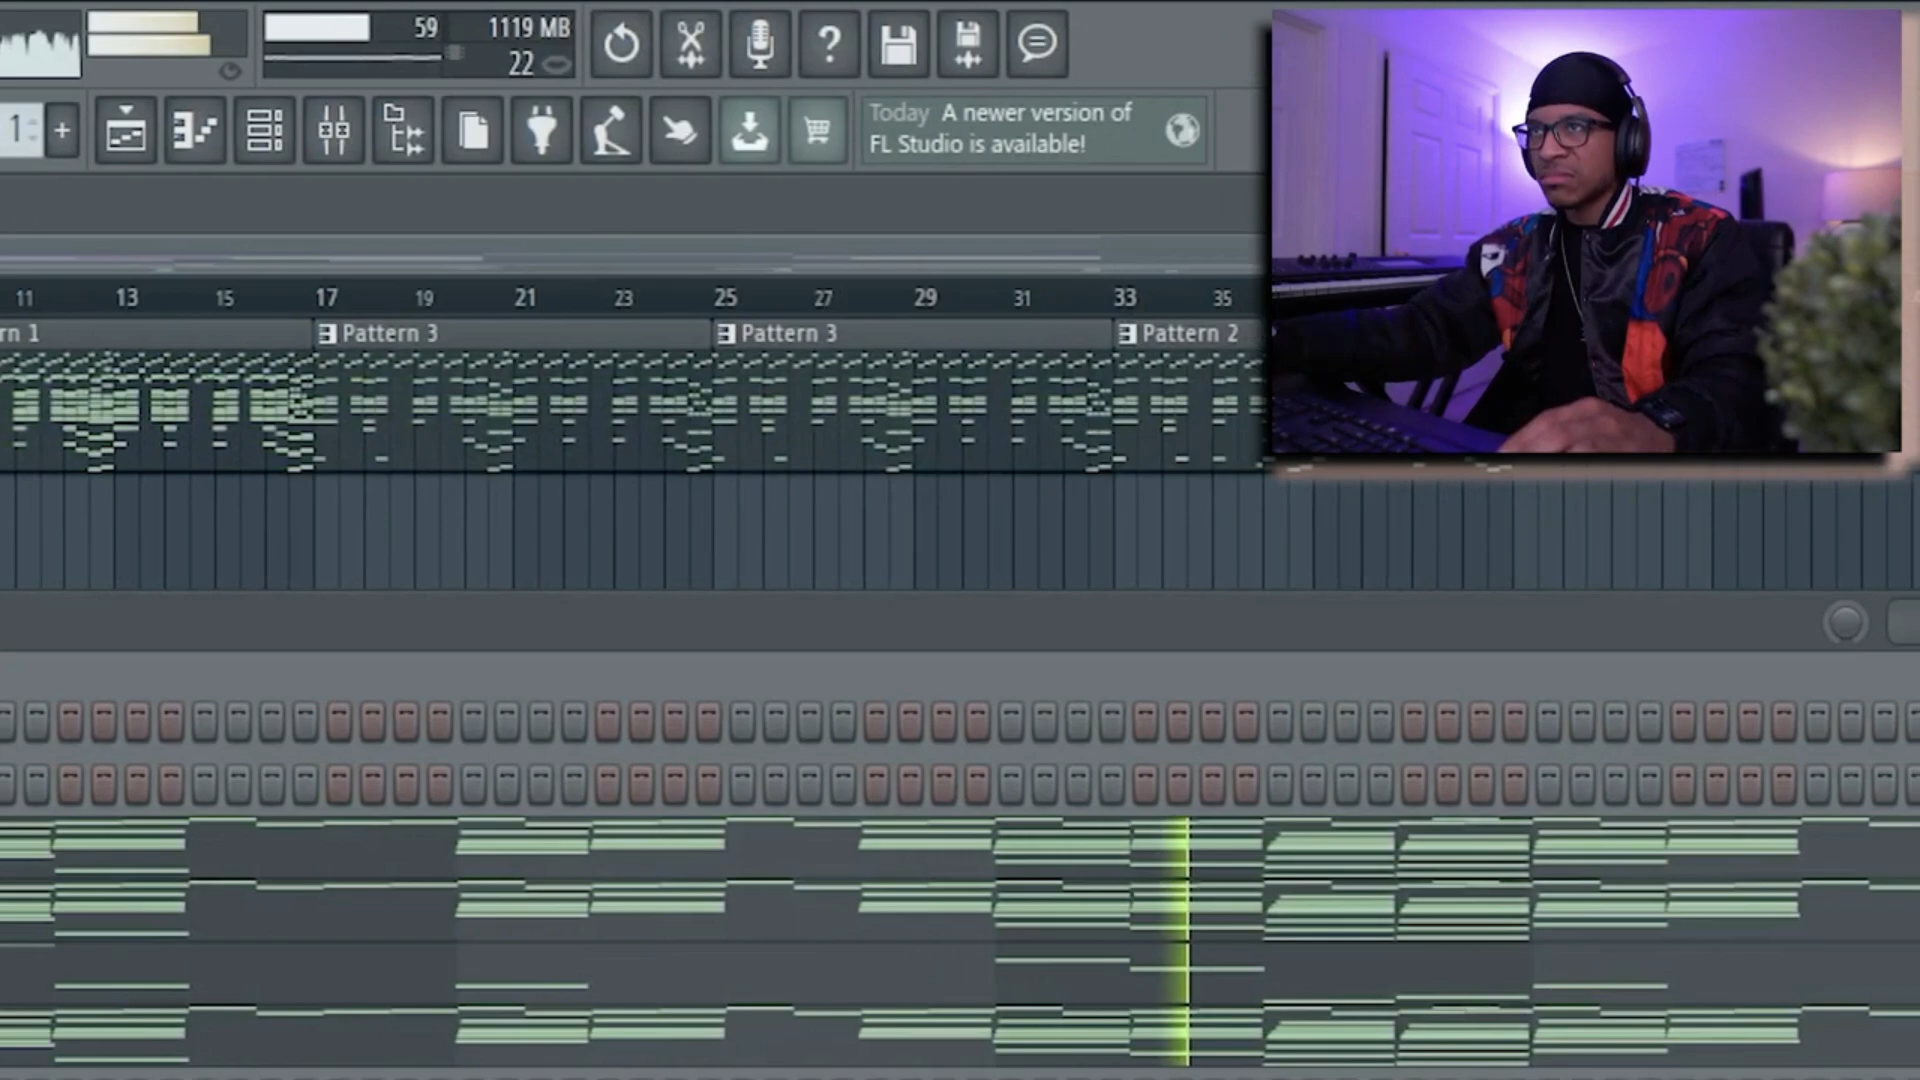 59
1119 MB
22
?
1
+
Today A newer version of
FL Studio is available!
11 13 15 17 19 21 23 25 27 29 31 33 35
rn 1
Pattern 3
Pattern 3
Pattern 2